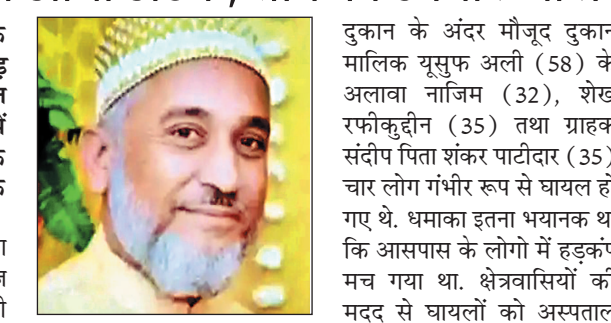 दुकान के अंदर मौजूद दुकान
मालिक यूसुफ अली (58) के
अलावा नाजिम (32), शेख
रफीकुद्दीन (35) तथा ग्राहक
संदीप पिता शंकर पाटीदार (35)
चार लोग गंभीर रूप से घायल हो
गए थे. धमाका इतना भयानक था
कि आसपास के लोगो में हड़कंप
मच गया था. क्षेत्रवासियों की
मदद से घायलों को अस्पताल